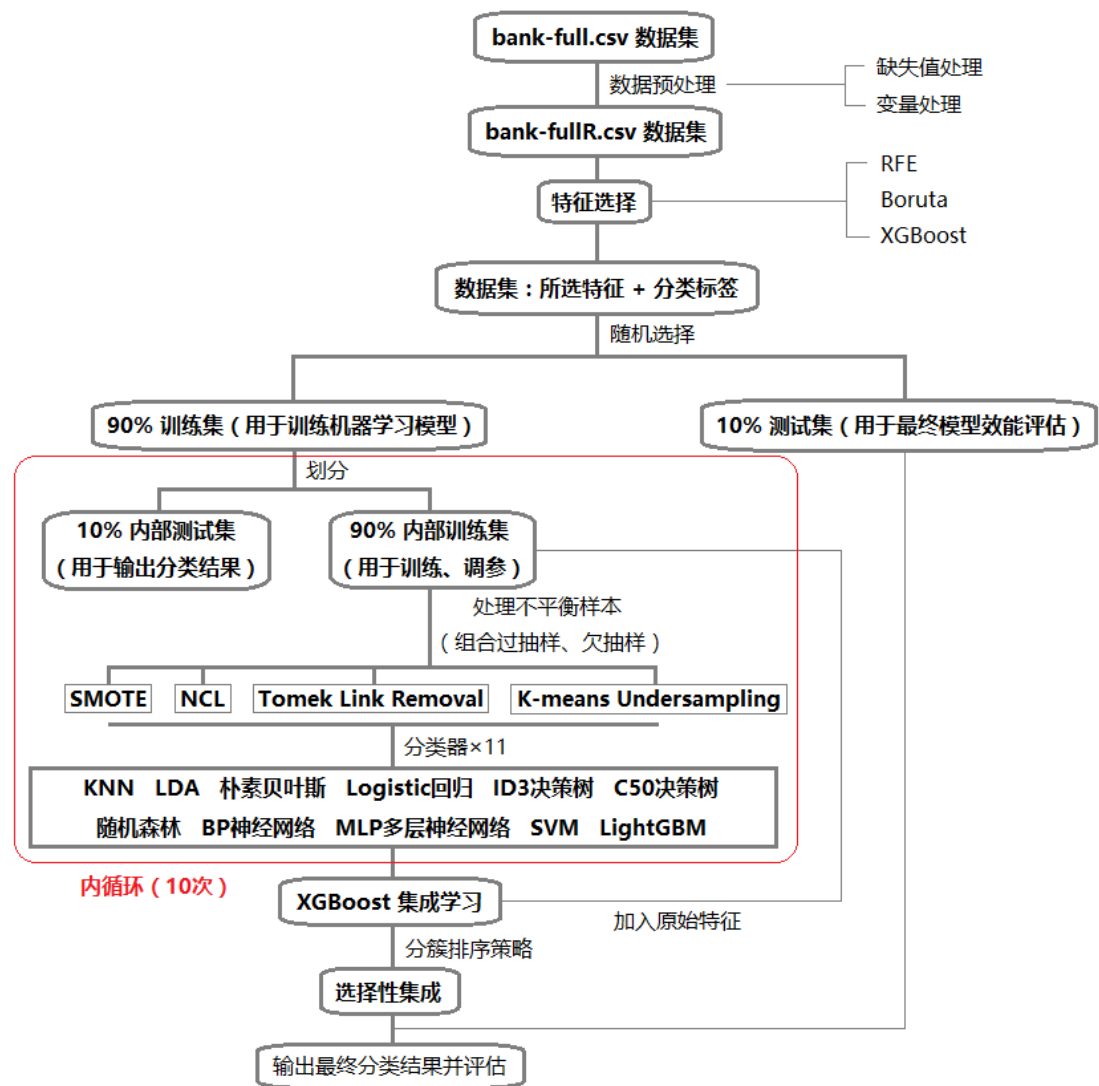 bank-full.csv 数据集
数据预处理
缺失值处理
变量处理
bank-fullR.csv 数据集
特征选择
RFE
Boruta
XGBoost
数据集：所选特征 + 分类标签
随机选择
90% 训练集（用于训练机器学习模型）
10% 测试集（用于最终模型效能评估）
划分
10% 内部测试集
（用于输出分类结果）
90% 内部训练集
（用于训练、调参）
处理不平衡样本
（组合过抽样、欠抽样）
SMOTE
NCL
Tomek Link Removal
K-means Undersampling
分类器×11
KNN LDA 朴素贝叶斯 Logistic回归 ID3决策树 C50决策树
随机森林 BP神经网络 MLP多层神经网络 SVM LightGBM
内循环（10次）
XGBoost 集成学习
加入原始特征
分簇排序策略
选择性集成
输出最终分类结果并评估